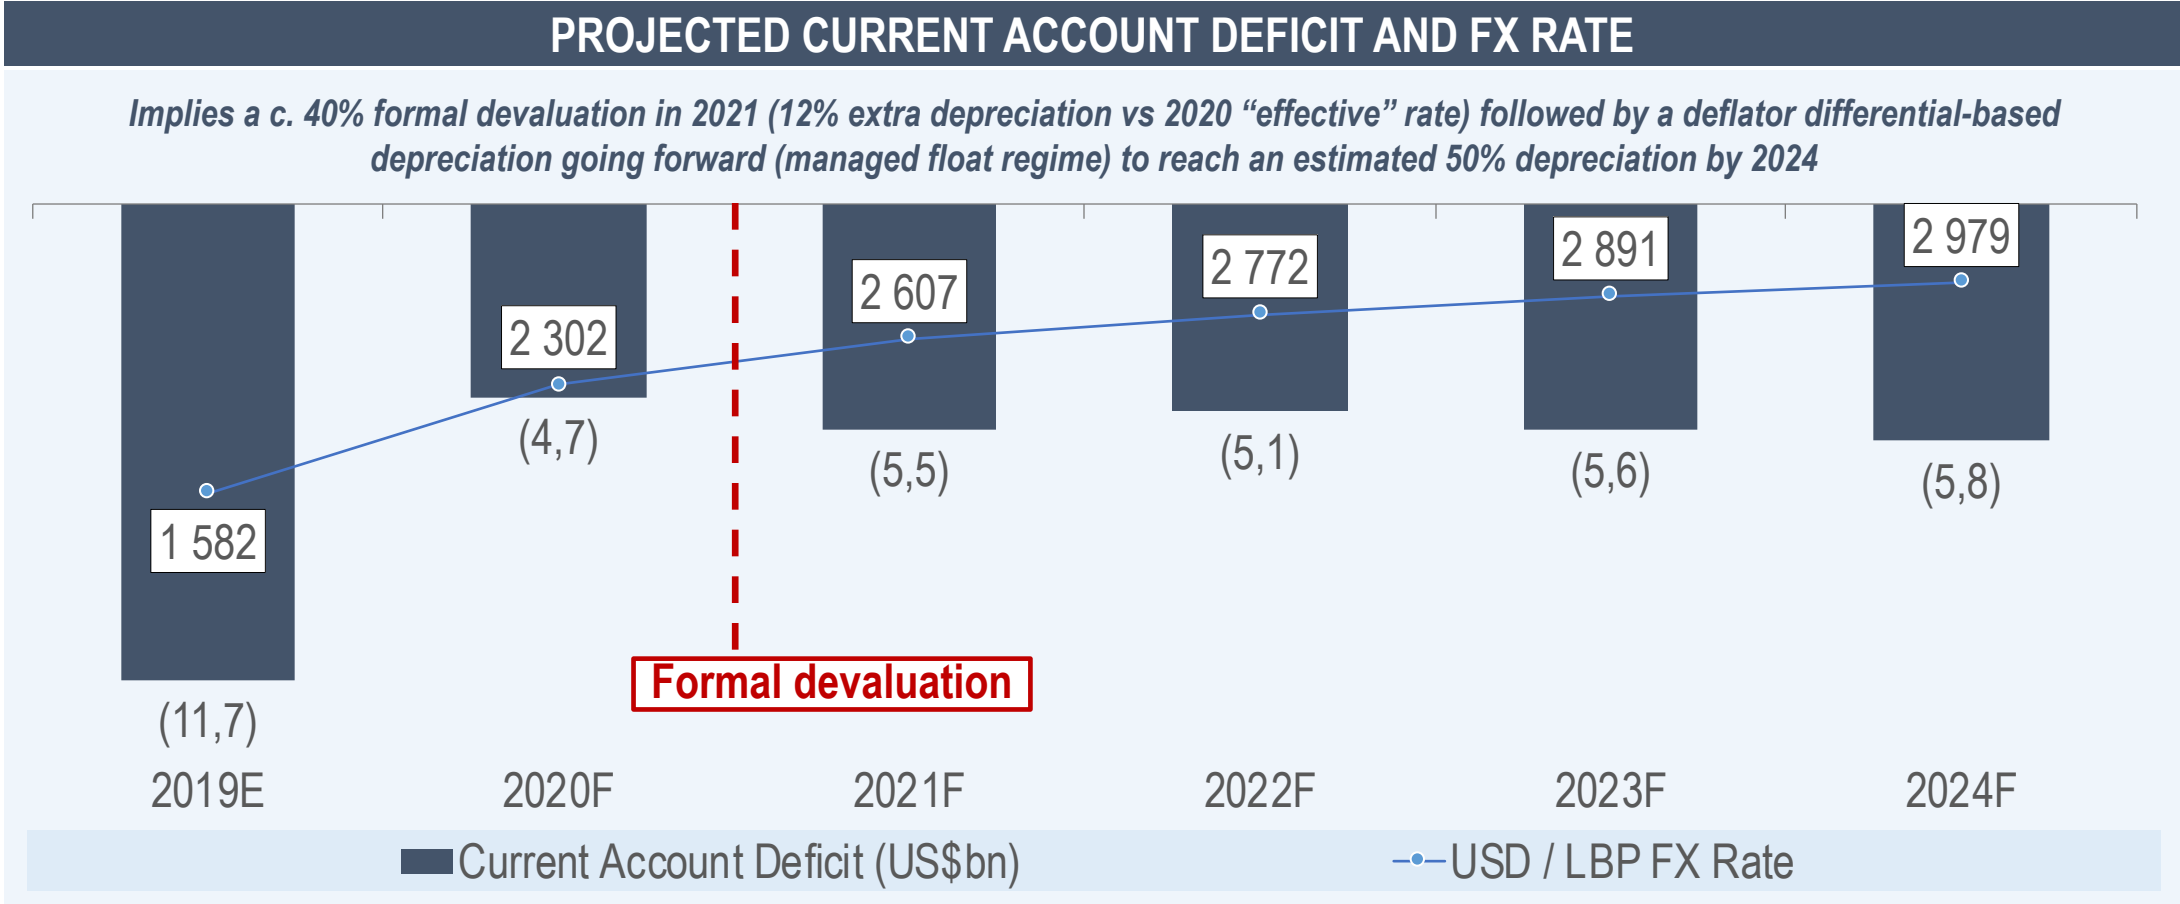 PROJECTED CURRENT ACCOUNT DEFICIT AND FX RATE
Implies a c. 40% formal devaluation in 2021 (12% extra depreciation vs 2020 “effective” rate) followed by a deflator differential-based
depreciation going forward (managed float regime) to reach an estimated 50% depreciation by 2024
1 582
2 302
2 607
2 772
2 891
2 979
(11,7)
(4,7)
(5,5)
(5,1)
(5,6)
(5,8)
Formal devaluation
2019E
2020F
2021F
2022F
2023F
2024F
Current Account Deficit (US$bn)
USD / LBP FX Rate